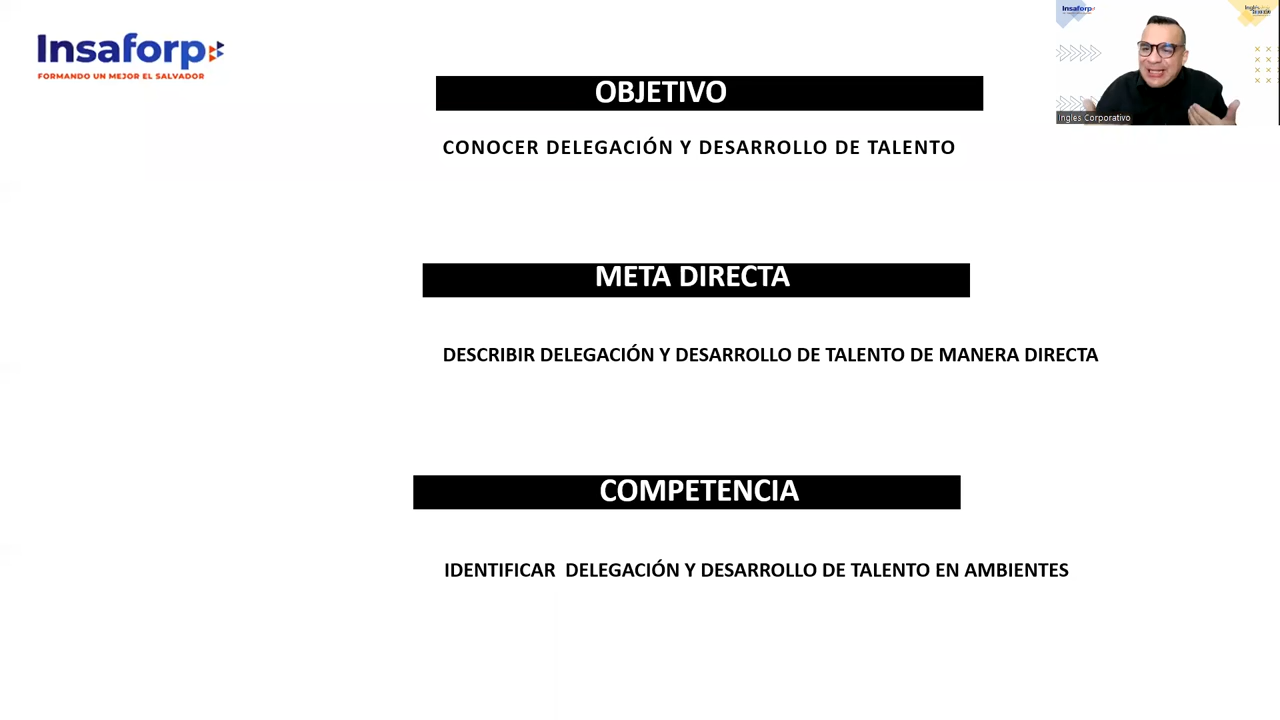 Insaforp
FORMANDO UN MEJOR EL SALVADOR
OBJETIVO
CONOCER DELEGACIÓN Y DESARROLLO DE TALENTO
META DIRECTA
DESCRIBIR DELEGACIÓN Y DESARROLLO DE TALENTO DE MANERA DIRECTA
COMPETENCIA
IDENTIFICAR DELEGACIÓN Y DESARROLLO DE TALENTO EN AMBIENTES
Insaforp
Ingles Corporativo